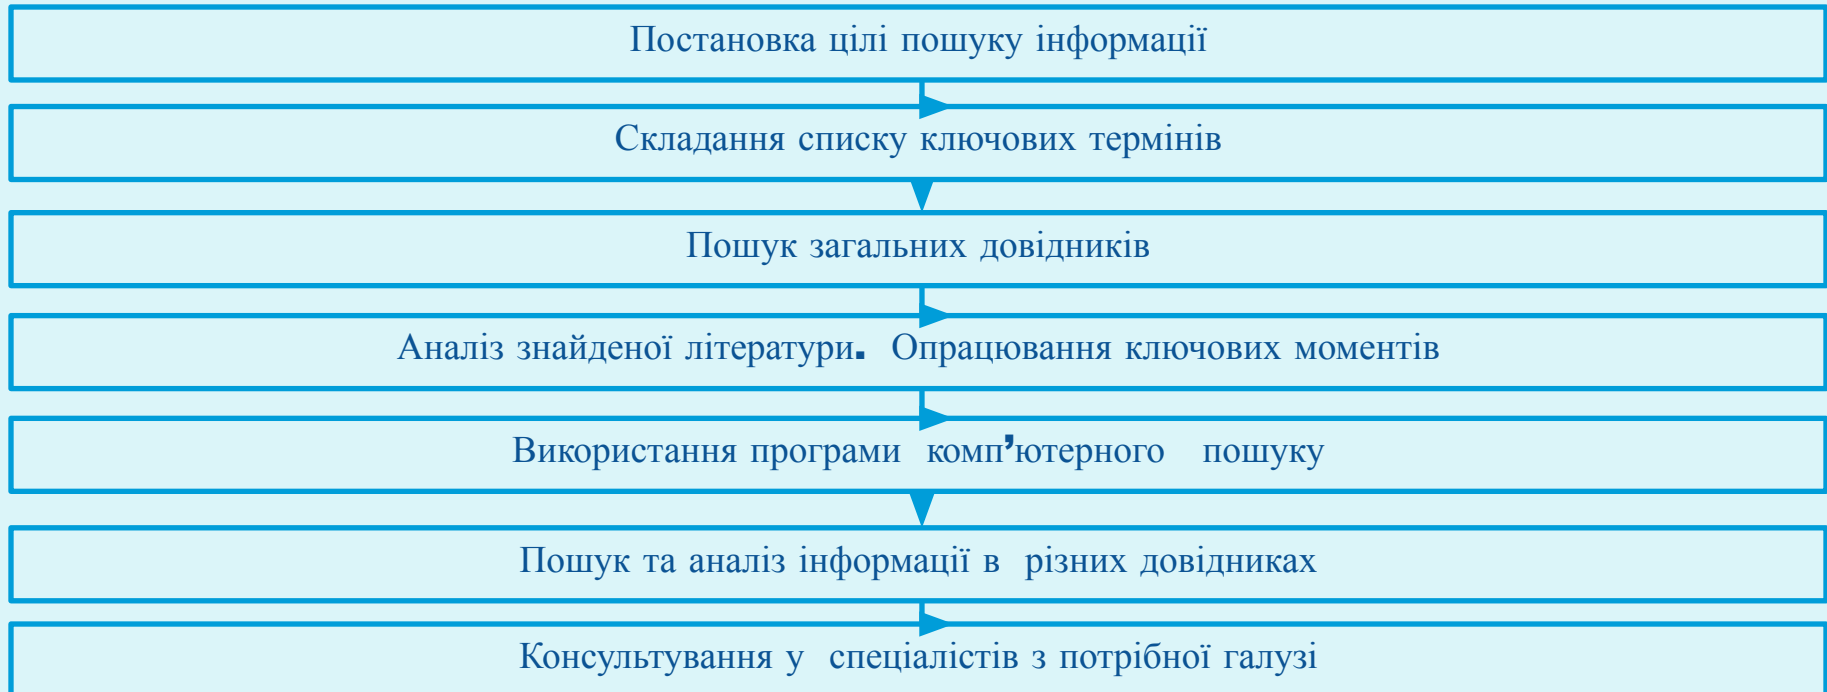 Постановка цілі пошуку інформації
Складання списку ключових термінів
Пошук загальних довідників
Аналіз знайденої літератури. Опрацювання ключових моментів
Використання програми комп’ютерного пошуку
Пошук та аналіз інформації в різних довідниках
Консультування у спеціалістів з потрібної галузі